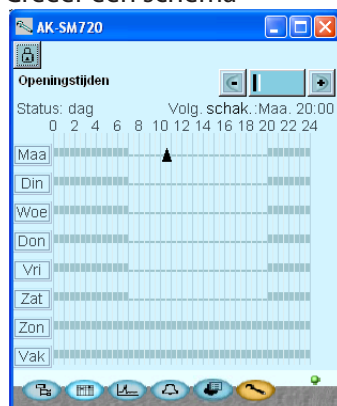 Creëer een schema
AK-SM720
Openingstijden
Status: dag Volg. schak.:Maa. 20:00
0 2 4 6 8 10 12 14 16 18 20 22 24
Maa
Din
Woe
Don
Vri
Zat
Zon
Vak